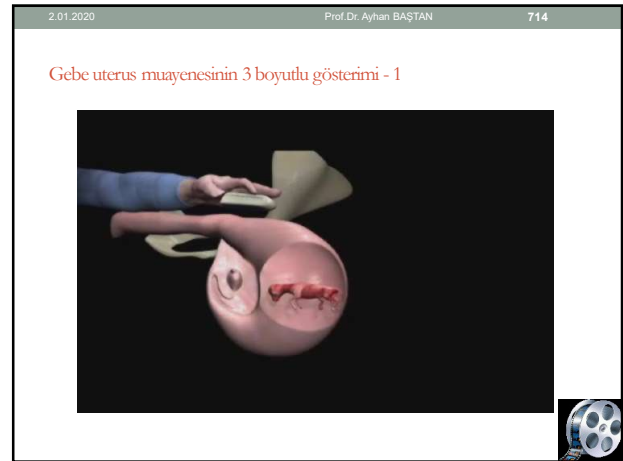 2.01.2020 Prof.Dr. Ayhan BAŞTAN 714
Gebe uterus muayenesinin 3 boyutlu gösterimi - 1